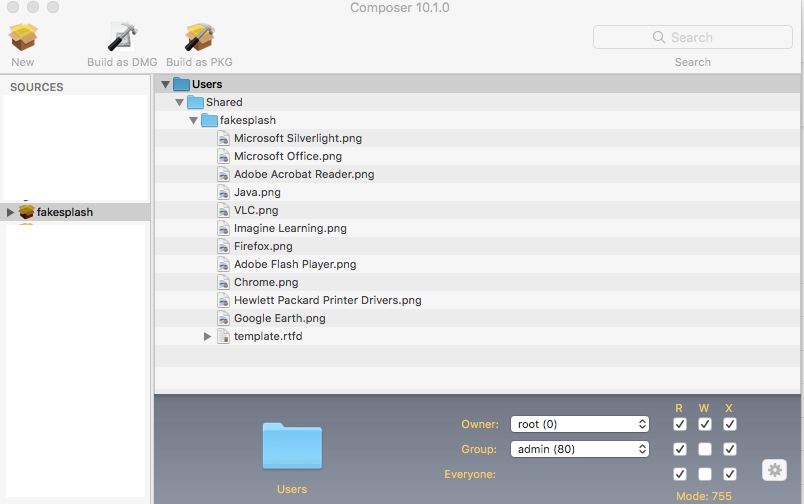 Composer 10.1.0
New
Build as DMG
Build as PKG
Search
Search
SOURCES
fakesplash
Users
Shared
fakesplash
Microsoft Silverlight.png
Microsoft Office.png
Adobe Acrobat Reader.png
Java.png
VLC.png
Imagine Learning.png
Firefox.png
Adobe Flash Player.png
Chrome.png
Hewlett Packard Printer Drivers.png
Google Earth.png
template.rtfd
Users
R W X
Owner: root (0)
Group: admin (80)
Everyone:
Mode: 755